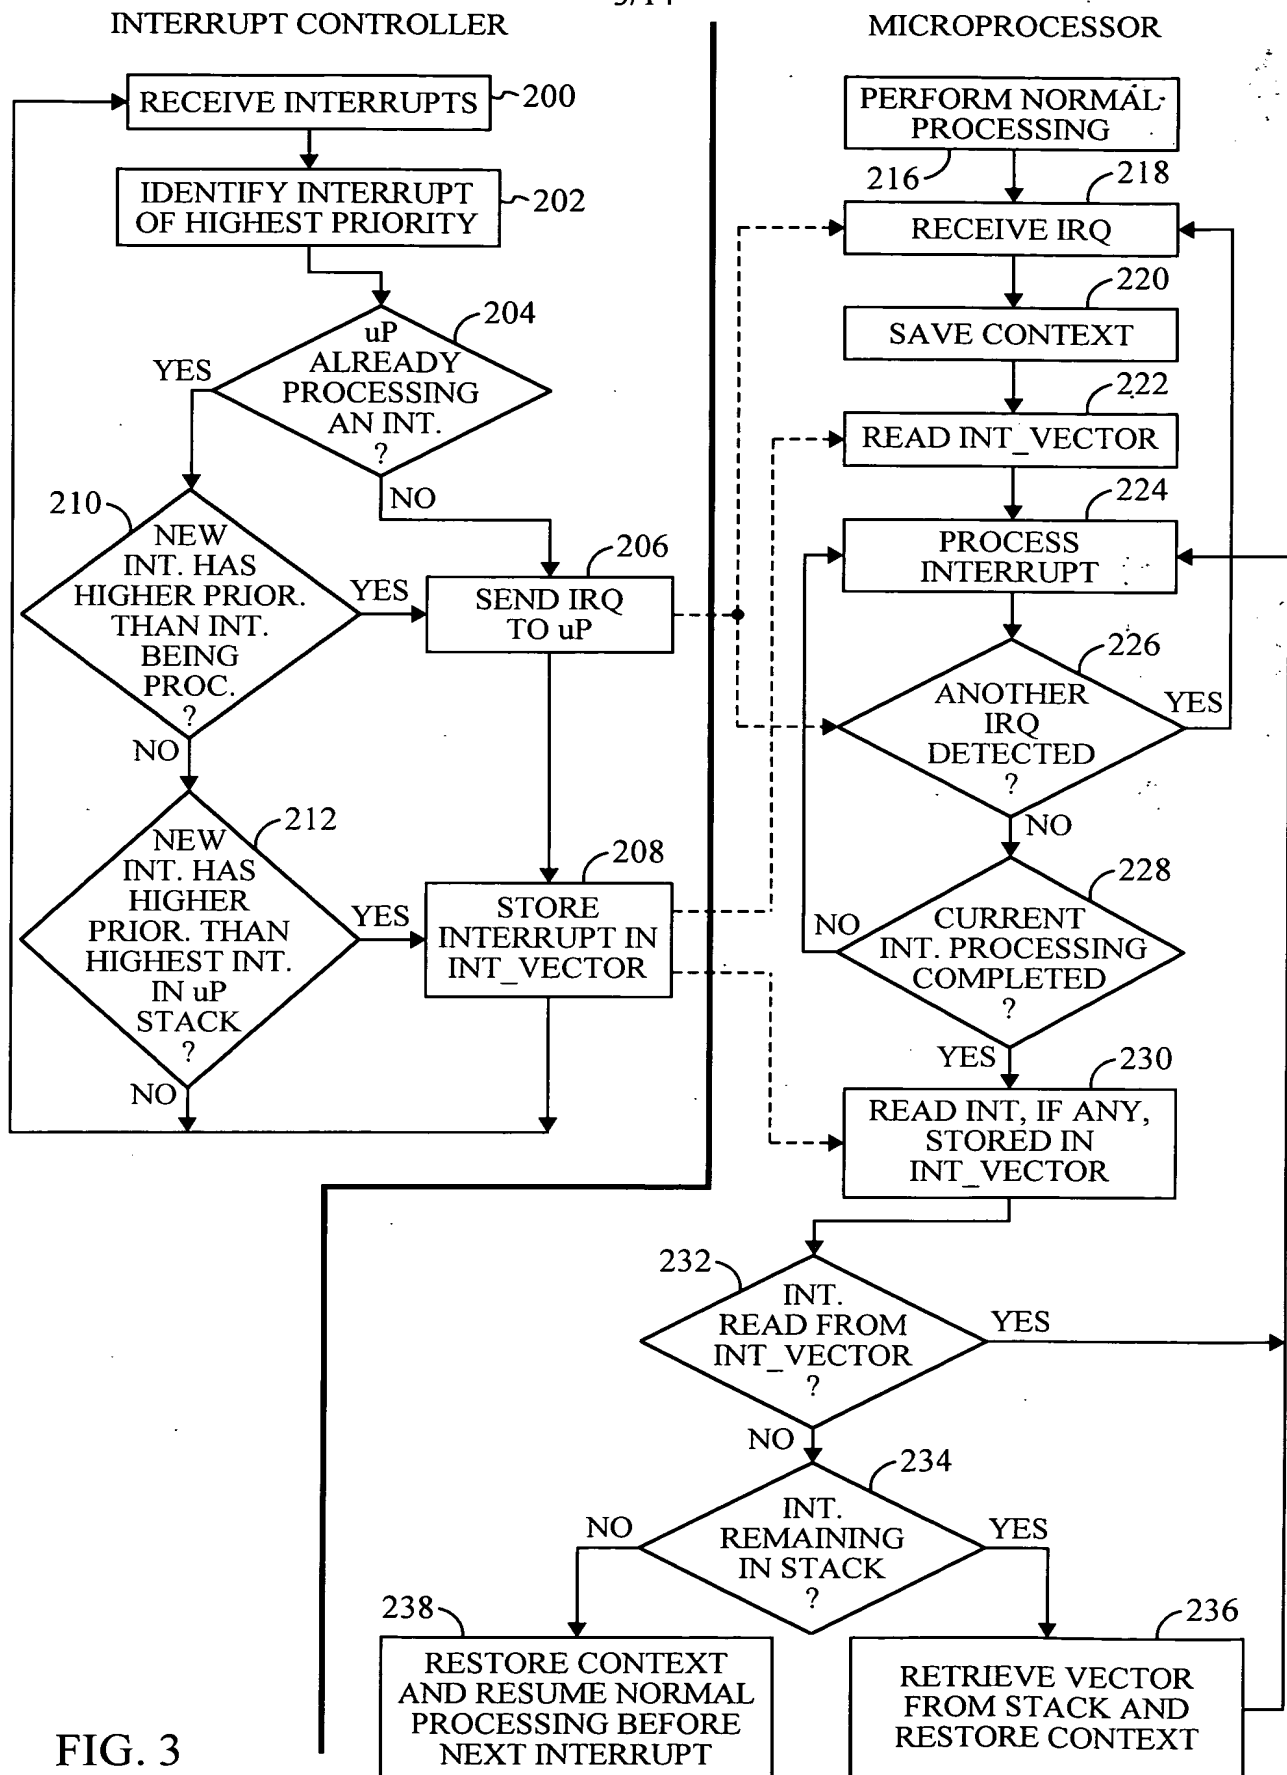 INTERRUPT CONTROLLER
RECEIVE INTERRUPTS
200
IDENTIFY INTERRUPT
OF HIGHEST PRIORITY
202
uP
ALREADY
PROCESSING
AN INT.
?
204
YES
NO
210
NEW
INT. HAS
HIGHER PRIOR.
THAN INT.
BEING
PROC.
?
YES
NO
206
SEND IRQ
TO uP
212
NEW
INT. HAS
HIGHER
PRIOR. THAN
HIGHEST INT.
IN uP
STACK
?
YES
NO
208
STORE
INTERRUPT IN
INT_VECTOR
MICROPROCESSOR
PERFORM NORMAL
PROCESSING
216
218
RECEIVE IRQ
220
SAVE CONTEXT
222
READ INT_VECTOR
224
PROCESS
INTERRUPT
226
ANOTHER
IRQ
DETECTED
?
YES
NO
228
CURRENT
INT. PROCESSING
COMPLETED
?
NO
YES
230
READ INT, IF ANY,
STORED IN
INT_VECTOR
232
INT.
READ FROM
INT_VECTOR
?
YES
NO
234
INT.
REMAINING
IN STACK
?
NO
YES
238
RESTORE CONTEXT
AND RESUME NORMAL
PROCESSING BEFORE
NEXT INTERRUPT
236
RETRIEVE VECTOR
FROM STACK AND
RESTORE CONTEXT
FIG. 3